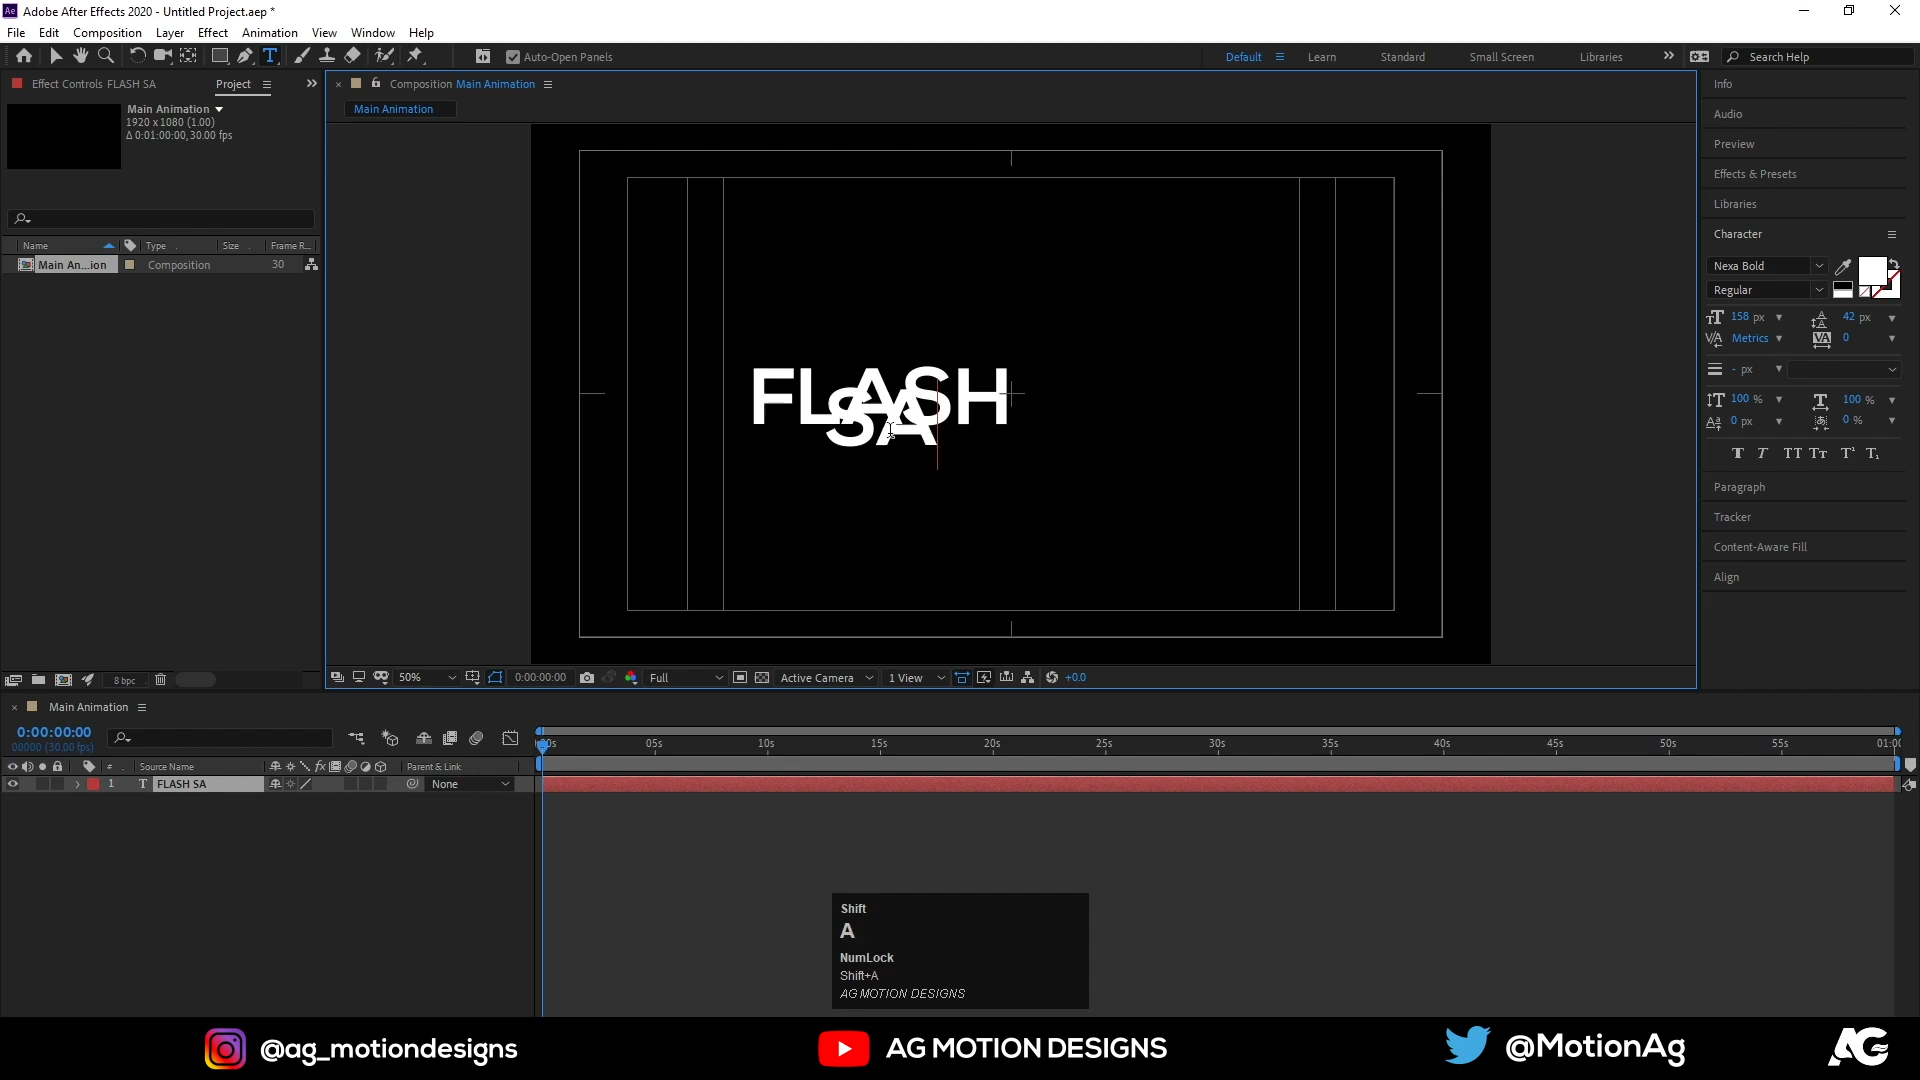 Ae Adobe After Effects 2020 - Untitled Project.aep *
File Edit Composition Layer Effect Animation View Window Help
Auto-Open Panels Default Learn Standard Small Screen Libraries Search Help
Effect Controls FLASH SA Project
Composition Main Animation
Main Animation
Main Animation
1920 x 1080 (1.00)
Δ 0:01:00:00, 30.00 fps
Name Type Size Frame R...
Main An...ion Composition 30
8 bpc
FLASH
SA
50% 0:00:00:00 Full Active Camera 1 View +0.0
Info
Audio
Preview
Effects & Presets
Libraries
Character
Nexa Bold
Regular
158 px 42 px
Metrics 0
- px
100 % 100 %
0 px 0 %
Paragraph
Tracker
Content-Aware Fill
Align
Main Animation
0:00:00:00
00000 (30.00 fps)
05s 10s 15s 20s 25s 30s 35s 40s 45s 50s 55s
# Source Name Parent & Link
1 T FLASH SA None
Shift
A
NumLock
Shift+A
AG MOTION DESIGNS
@ag_motiondesigns AG MOTION DESIGNS @MotionAg AG